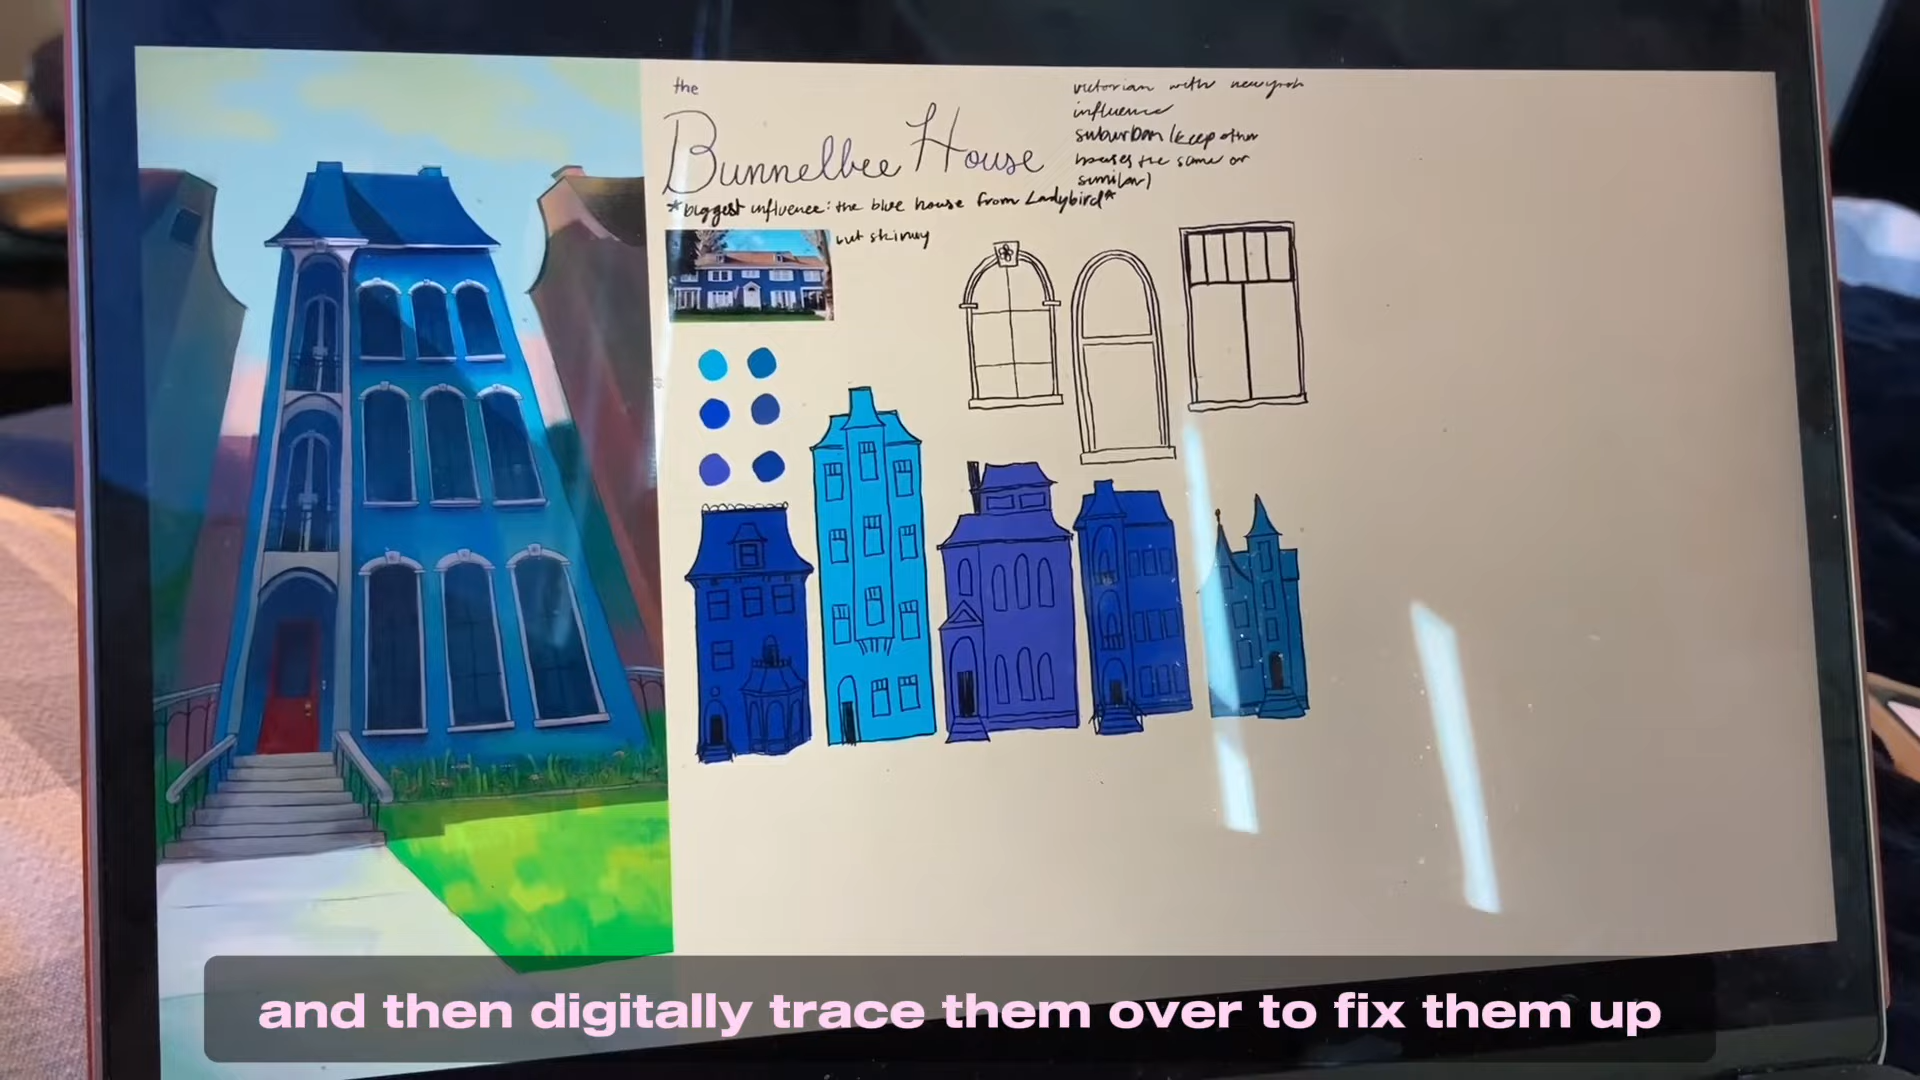 the
Bunnelbee House
victorian with newyork
influence
suburban (keep other
houses the same or
similar)
*biggest influence: the blue house from Ladybird*
but skinny
and then digitally trace them over to fix them up